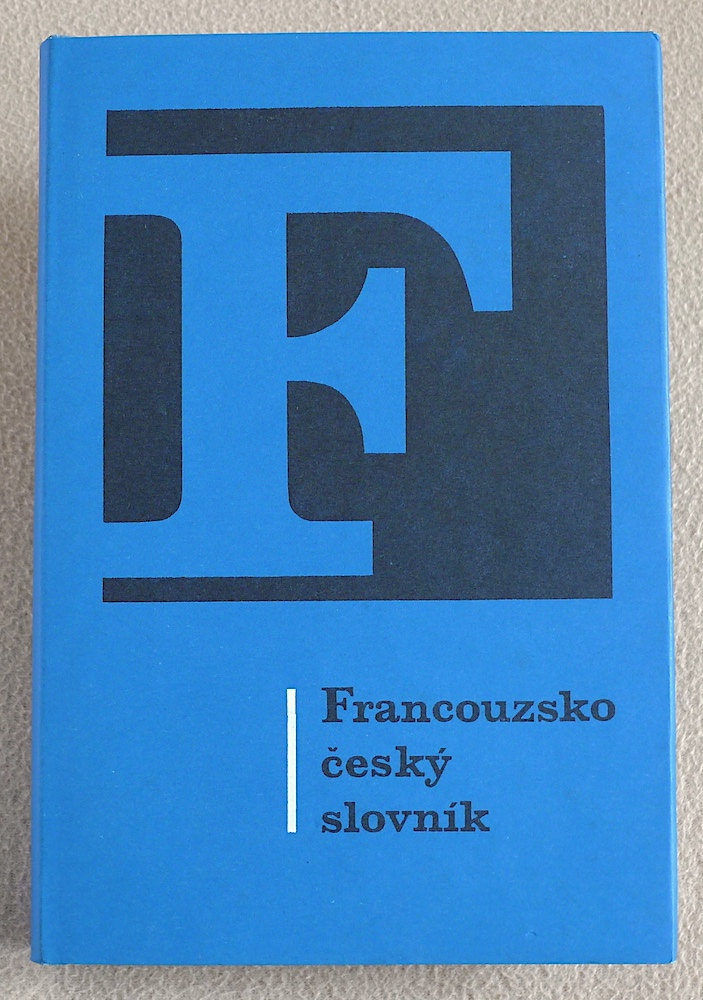 F
Francouzsko
český
slovník